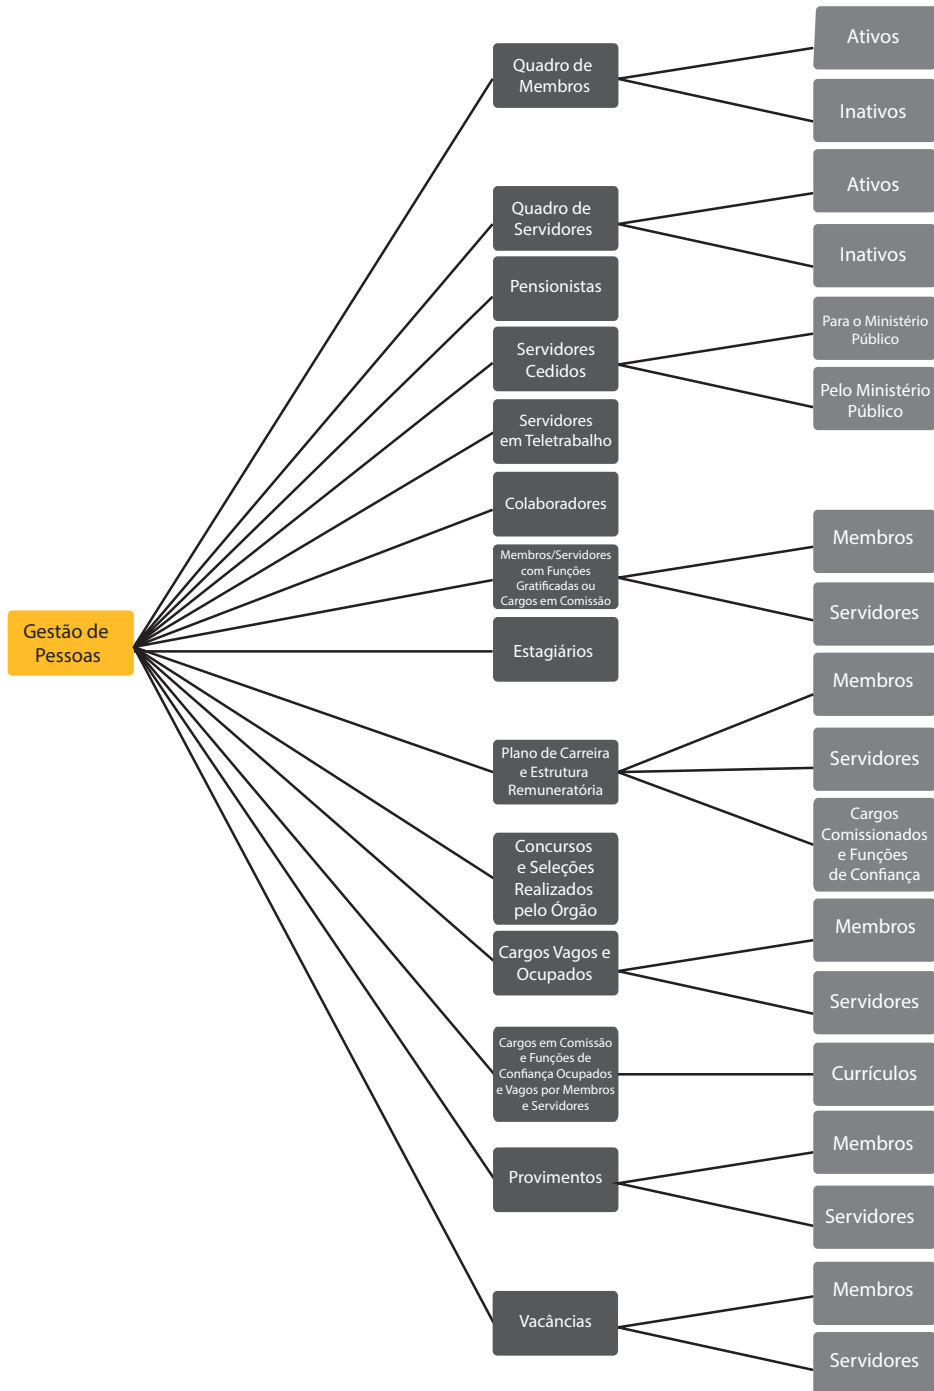 Gestão de
Pessoas
Quadro de
Membros
Ativos
Inativos
Quadro de
Servidores
Ativos
Inativos
Pensionistas
Servidores
Cedidos
Para o Ministério
Público
Pelo Ministério
Público
Servidores
em Teletrabalho
Colaboradores
Membros/Servidores
com Funções
Gratificadas ou
Cargos em Comissão
Membros
Servidores
Estagiários
Plano de Carreira
e Estrutura
Remuneratória
Membros
Servidores
Cargos
Comissionados
e Funções
de Confiança
Concursos
e Seleções
Realizados
pelo Órgão
Cargos Vagos e
Ocupados
Membros
Servidores
Cargos em Comissão
e Funções de
Confiança Ocupados
e Vagos por Membros
e Servidores
Currículos
Provimentos
Membros
Servidores
Vacâncias
Membros
Servidores